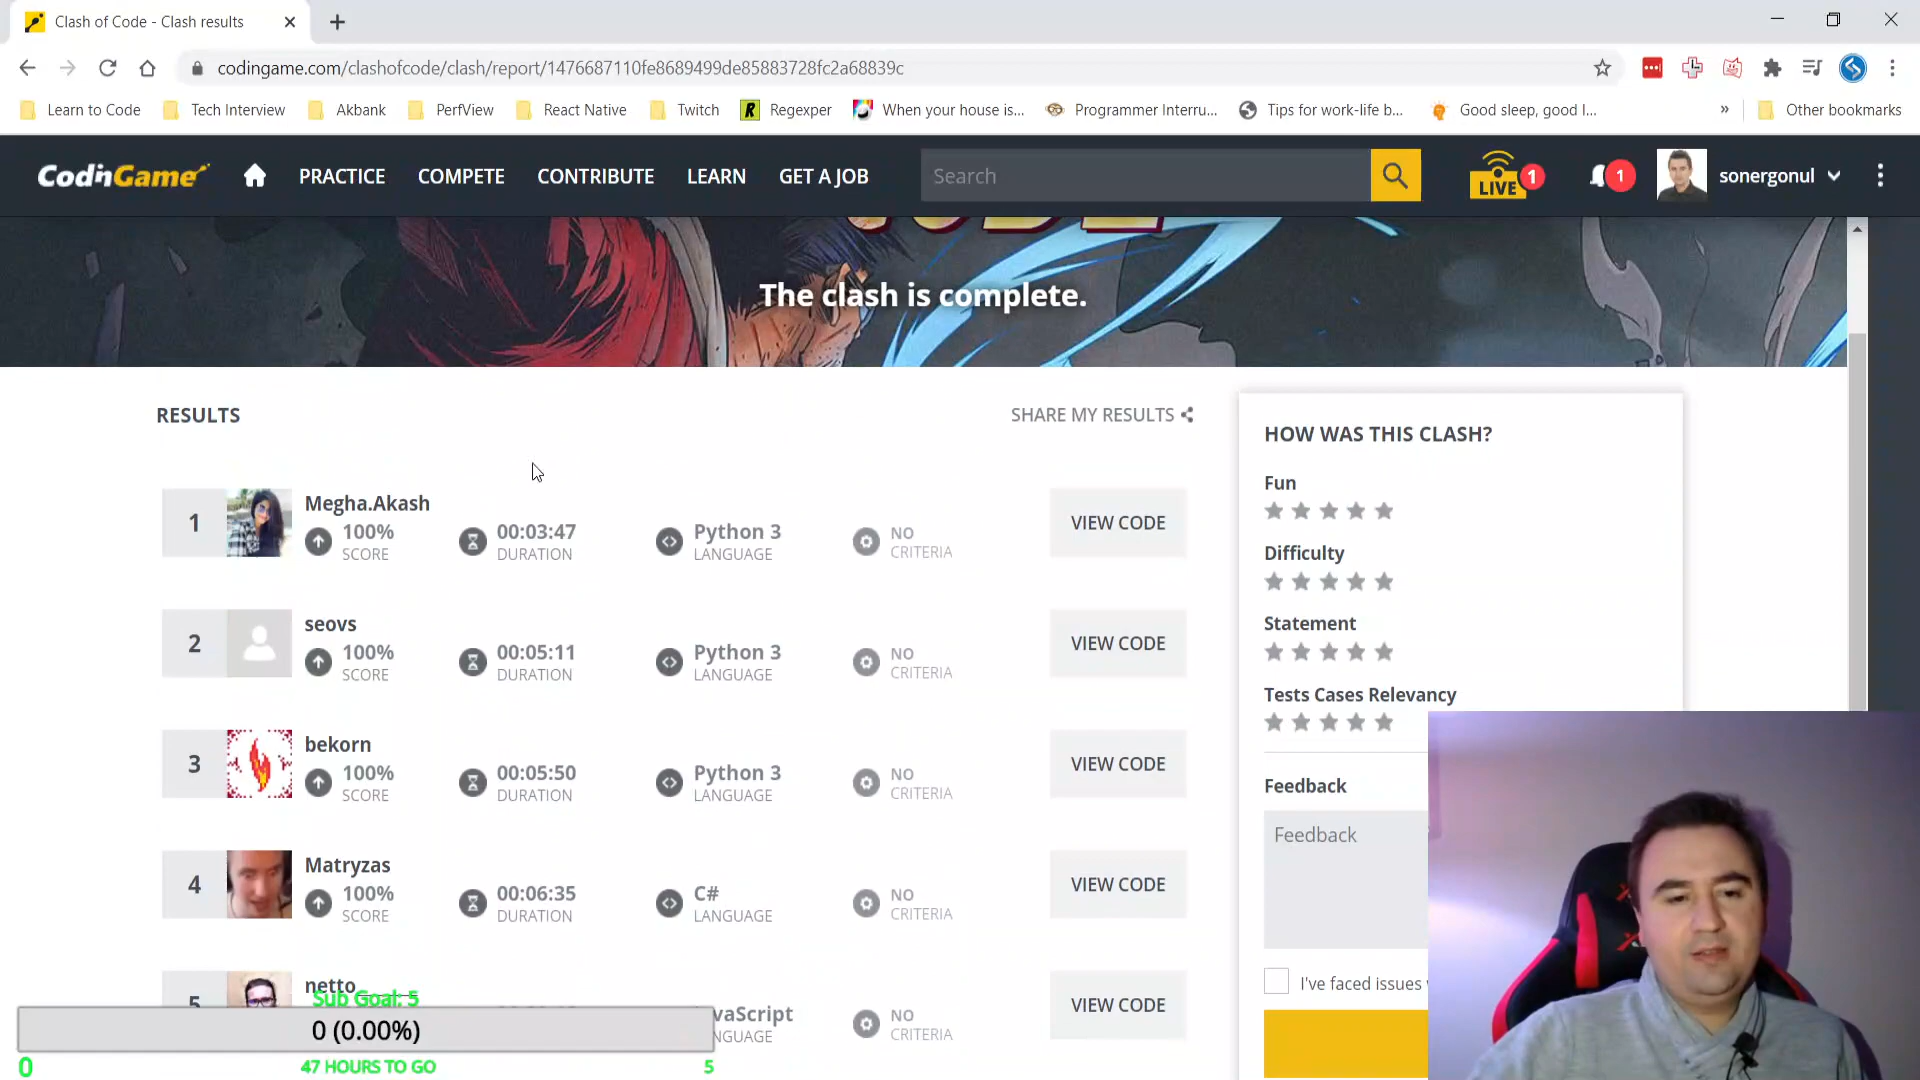 Clash of Code - Clash results
codingame.com/clashofcode/clash/report/1476687110fe8689499de85883728fc2a68839c
Learn to Code
Tech Interview
Akbank
PerfView
React Native
Twitch
R
Regexper
When your house is...
Programmer Interru...
Tips for work-life b...
Good sleep, good l...
»
Other bookmarks
CodinGame
PRACTICE
COMPETE
CONTRIBUTE
LEARN
GET A JOB
Search
LIVE
1
1
sonergonul
The clash is complete.
RESULTS
SHARE MY RESULTS
1
Megha.Akash
100%
SCORE
00:03:47
DURATION
Python 3
LANGUAGE
NO
CRITERIA
VIEW CODE
2
seovs
100%
SCORE
00:05:11
DURATION
Python 3
LANGUAGE
NO
CRITERIA
VIEW CODE
3
bekorn
100%
SCORE
00:05:50
DURATION
Python 3
LANGUAGE
NO
CRITERIA
VIEW CODE
4
Matryzas
100%
SCORE
00:06:35
DURATION
C#
LANGUAGE
NO
CRITERIA
VIEW CODE
5
netto
vaScript
NGUAGE
NO
CRITERIA
VIEW CODE
HOW WAS THIS CLASH?
Fun
Difficulty
Statement
Tests Cases Relevancy
Feedback
Feedback
I've faced issues
Sub Goal: 5
0 (0.00%)
0
47 HOURS TO GO
5